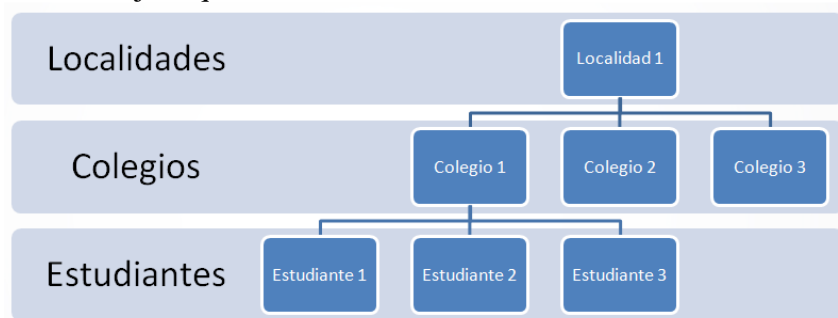 Localidades
Localidad 1
Colegios
Colegio 1
Colegio 2
Colegio 3
Estudiantes
Estudiante 1
Estudiante 2
Estudiante 3